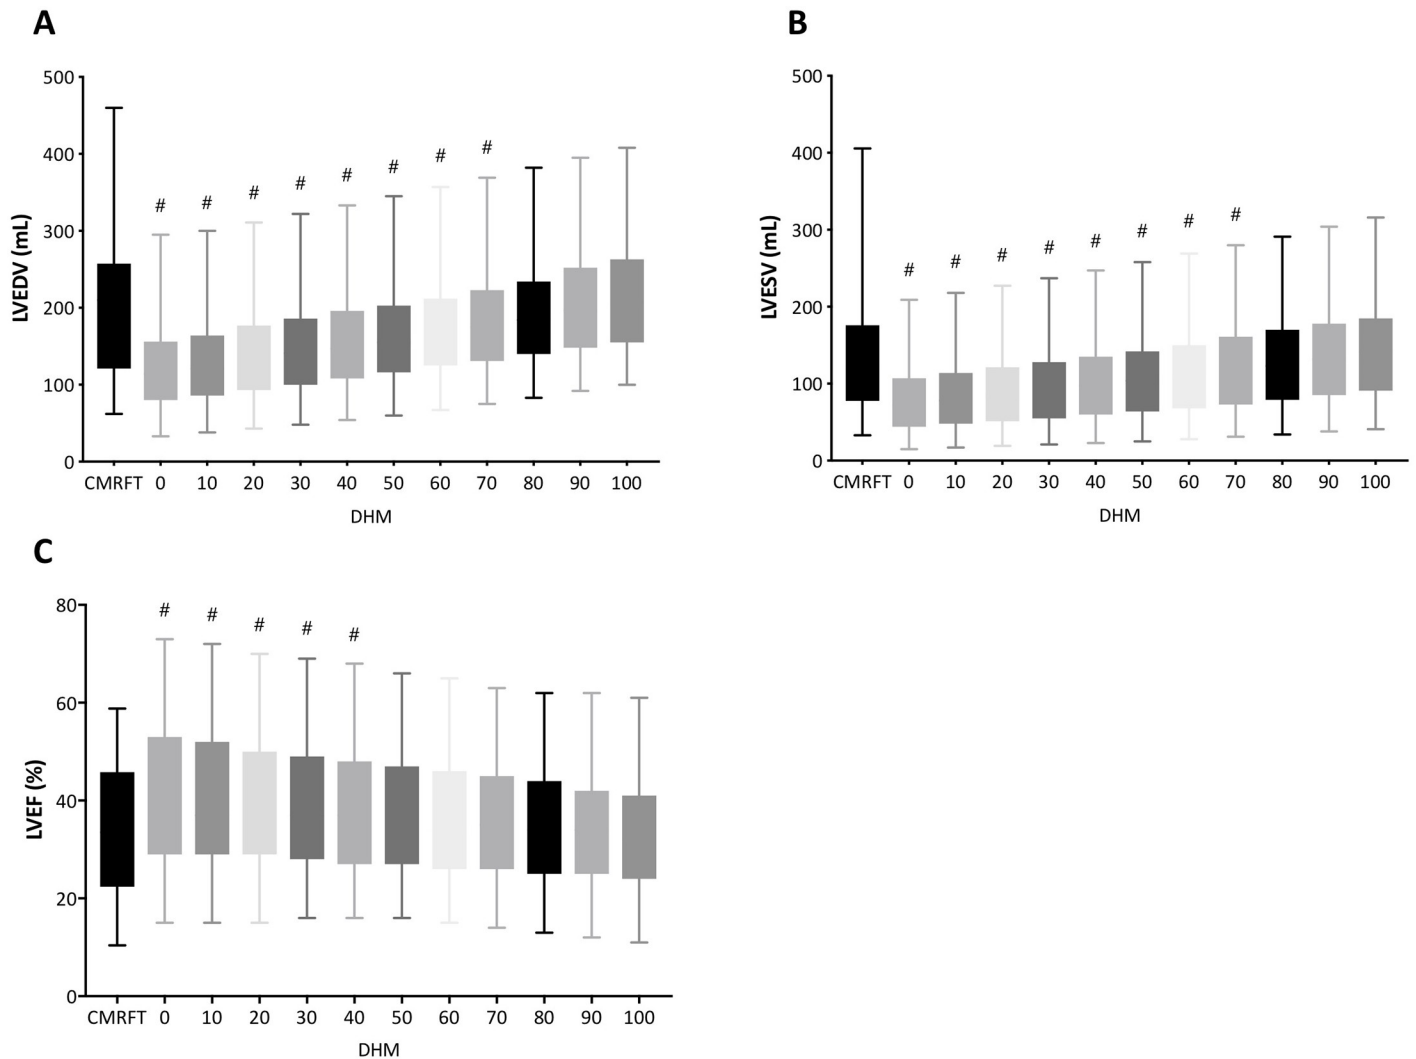 A
500
400
300
200
100
0
LVEDV (mL)
# # # # # # # #
CMRFT 0 10 20 30 40 50 60 70 80 90 100
DHM
B
500
400
300
200
100
0
LVESV (mL)
# # # # # # # #
CMRFT 0 10 20 30 40 50 60 70 80 90 100
DHM
C
80
60
40
20
0
LVEF (%)
# # # # #
CMRFT 0 10 20 30 40 50 60 70 80 90 100
DHM